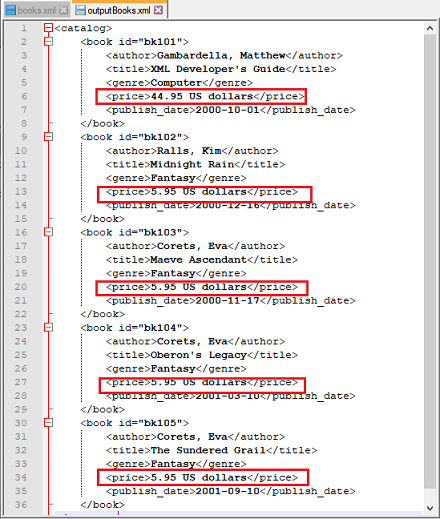 books.xml outputBooks.xml
1 <catalog>
2 <book id="bk101">
3 <author>Gambardella, Matthew</author>
4 <title>XML Developer's Guide</title>
5 <genre>Computer</genre>
6 <price>44.95 US dollars</price>
7 <publish_date>2000-10-01</publish_date>
8 </book>
9 <book id="bk102">
10 <author>Ralls, Kim</author>
11 <title>Midnight Rain</title>
12 <genre>Fantasy</genre>
13 <price>5.95 US dollars</price>
14 <publish_date>2000-12-16</publish_date>
15 </book>
16 <book id="bk103">
17 <author>Corets, Eva</author>
18 <title>Maeve Ascendant</title>
19 <genre>Fantasy</genre>
20 <price>5.95 US dollars</price>
21 <publish_date>2000-11-17</publish_date>
22 </book>
23 <book id="bk104">
24 <author>Corets, Eva</author>
25 <title>Oberon's Legacy</title>
26 <genre>Fantasy</genre>
27 <price>5.95 US dollars</price>
28 <publish_date>2001-03-10</publish_date>
29 </book>
30 <book id="bk105">
31 <author>Corets, Eva</author>
32 <title>The Sundered Grail</title>
33 <genre>Fantasy</genre>
34 <price>5.95 US dollars</price>
35 <publish_date>2001-09-10</publish_date>
36 </book>